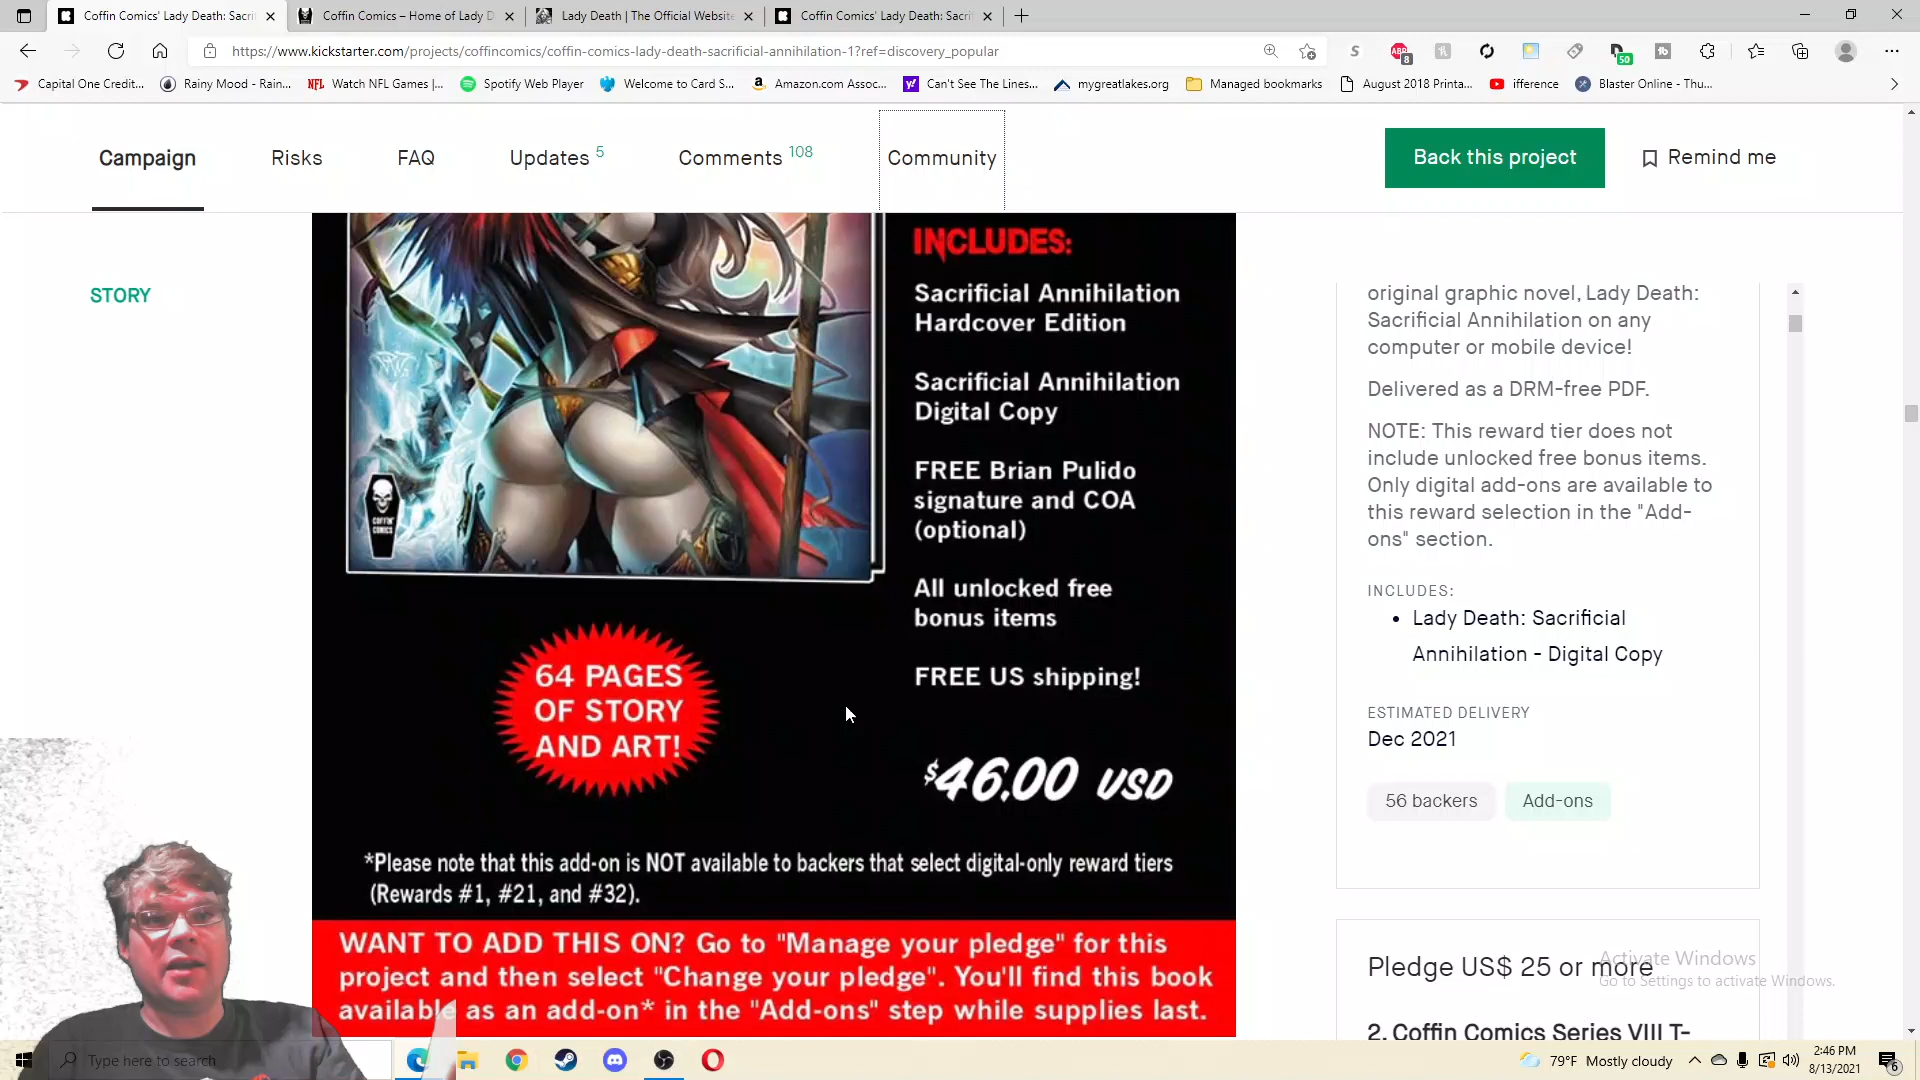 Coffin Comics' Lady Death: Sacri
Coffin Comics – Home of Lady D
Lady Death | The Official Website
Coffin Comics' Lady Death: Sacri
https://www.kickstarter.com/projects/coffincomics/coffin-comics-lady-death-sacrificial-annihilation-1?ref=discovery_popular
Capital One Credit...
Rainy Mood - Rain...
NFL Watch NFL Games |...
Spotify Web Player
Welcome to Card S...
Amazon.com Assoc...
Can't See The Lines...
mygreatlakes.org
Managed bookmarks
August 2018 Printa...
ifference
Blaster Online - Thu...
Campaign
Risks
FAQ
Updates 5
Comments 108
Community
Back this project
Remind me
STORY
INCLUDES:
Sacrificial Annihilation
Hardcover Edition
Sacrificial Annihilation
Digital Copy
FREE Brian Pulido
signature and COA
(optional)
All unlocked free
bonus items
FREE US shipping!
$46.00 USD
COFFIN
COMICS
64 PAGES
OF STORY
AND ART!
*Please note that this add-on is NOT available to backers that select digital-only reward tiers
(Rewards #1, #21, and #32).
WANT TO ADD THIS ON? Go to "Manage your pledge" for this
project and then select "Change your pledge". You'll find this book
available as an add-on* in the "Add-ons" step while supplies last.
original graphic novel, Lady Death:
Sacrificial Annihilation on any
computer or mobile device!
Delivered as a DRM-free PDF.
NOTE: This reward tier does not
include unlocked free bonus items.
Only digital add-ons are available to
this reward selection in the "Add-
ons" section.
INCLUDES:
• Lady Death: Sacrificial
Annihilation - Digital Copy
ESTIMATED DELIVERY
Dec 2021
56 backers
Add-ons
Pledge US$ 25 or more
2. Coffin Comics Series VIII T-
Activate Windows
Go to Settings to activate Windows.
Type here to search
79°F Mostly cloudy
2:46 PM
8/13/2021
6